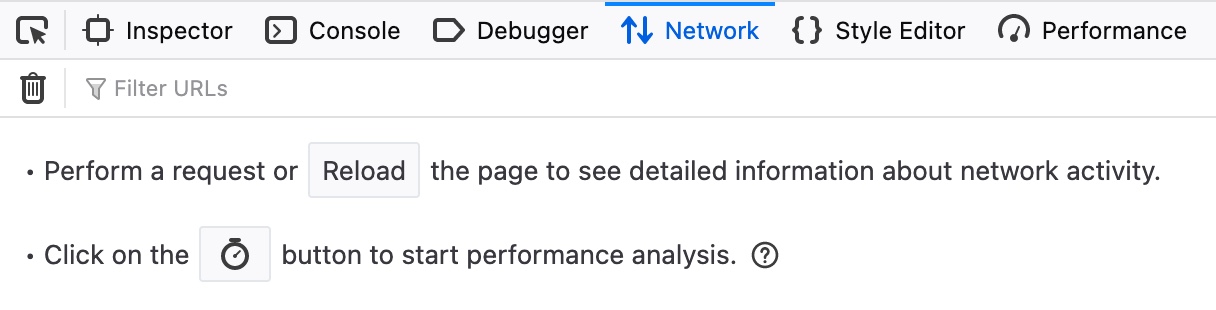 Inspector Console Debugger Network Style Editor Performance
Filter URLs
• Perform a request or Reload the page to see detailed information about network activity.
• Click on the button to start performance analysis.